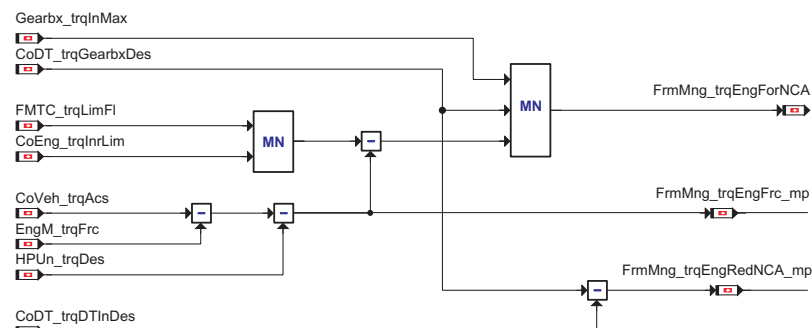 Gearbx_trqInMax
CoDT_trqGearbxDes
FrmMng_trqEngForNCA
MN
FMTC_trqLimFl
MN
CoEng_trqInrLim
-
CoVeh_trqAcs
FrmMng_trqEngFrc_mp
-
-
EngM_trqFrc
HPUn_trqDes
FrmMng_trqEngRedNCA_mp
-
CoDT_trqDTInDes